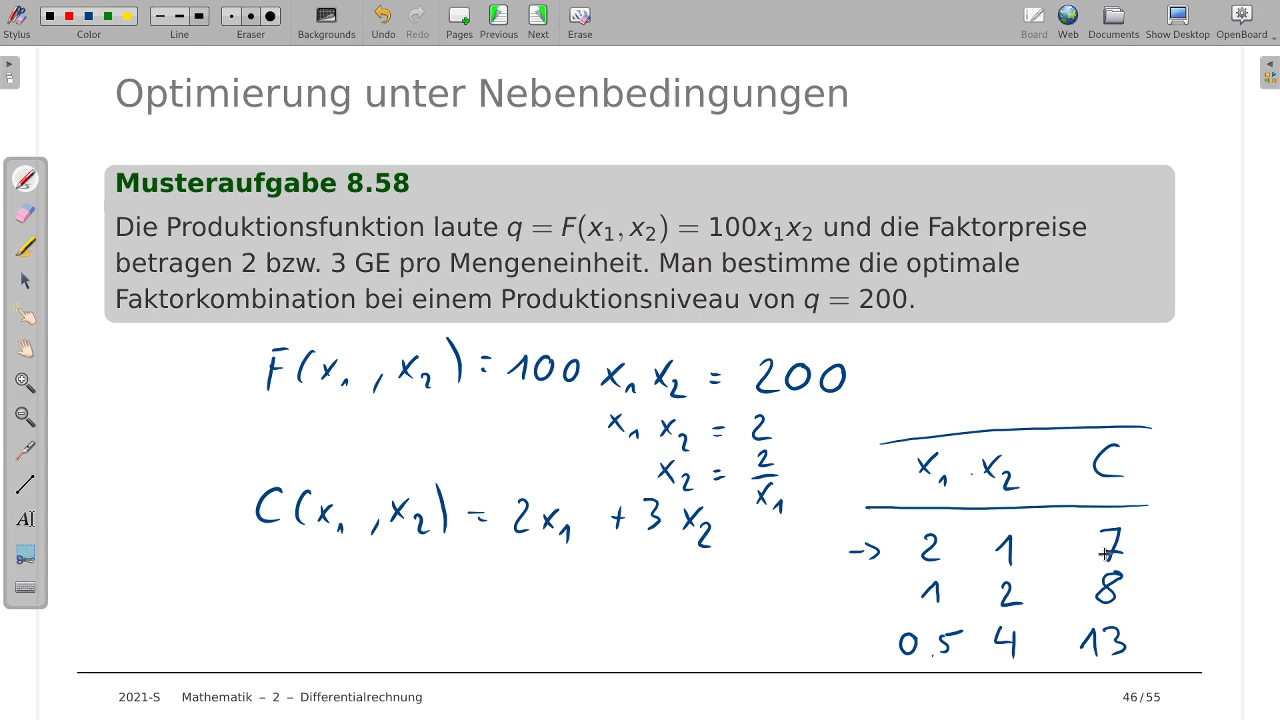 Stylus Color Line Eraser Backgrounds Undo Redo Pages Previous Next Erase Board Web Documents Show Desktop OpenBoard
Optimierung unter Nebenbedingungen
Musteraufgabe 8.58
Die Produktionsfunktion laute q = F(x₁, x₂) = 100x₁x₂ und die Faktorpreise
betragen 2 bzw. 3 GE pro Mengeneinheit. Man bestimme die optimale
Faktorkombination bei einem Produktionsniveau von q = 200.
F(x₁, x₂) = 100 x₁ x₂ = 200
x₁ x₂ = 2
x₂ = 2/x₁
C(x₁, x₂) = 2x₁ + 3x₂
x₁ · x₂ C
-> 2 1 7
1 2 8
0.5 4 13
2021-S Mathematik – 2 – Differentialrechnung 46/55